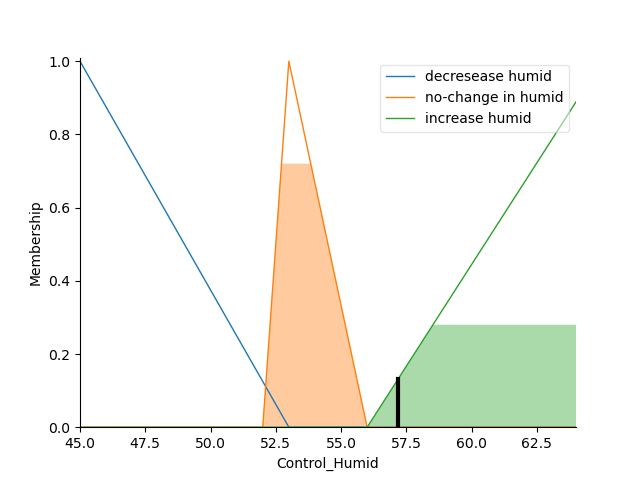 1.0
0.8
0.6
0.4
0.2
0.0
Membership
decresease humid
no-change in humid
increase humid
45.0 47.5 50.0 52.5 55.0 57.5 60.0 62.5
Control_Humid